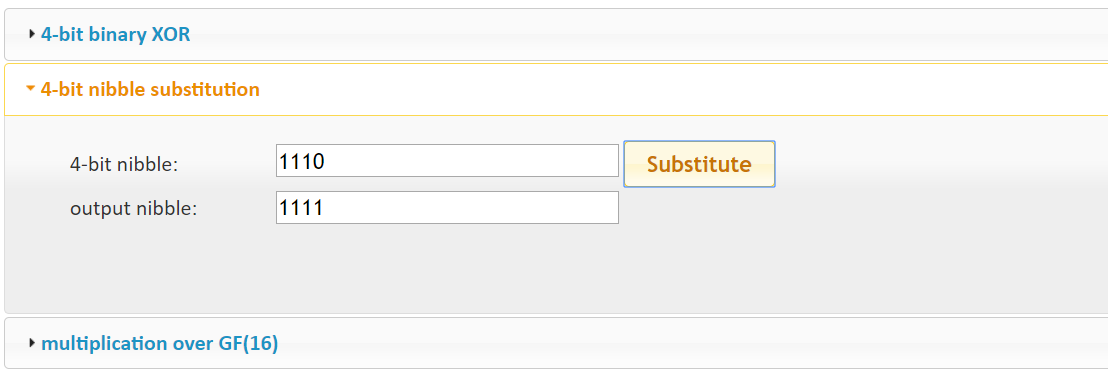 4-bit binary XOR
4-bit nibble substitution
4-bit nibble: 1110 Substitute
output nibble: 1111
multiplication over GF(16)